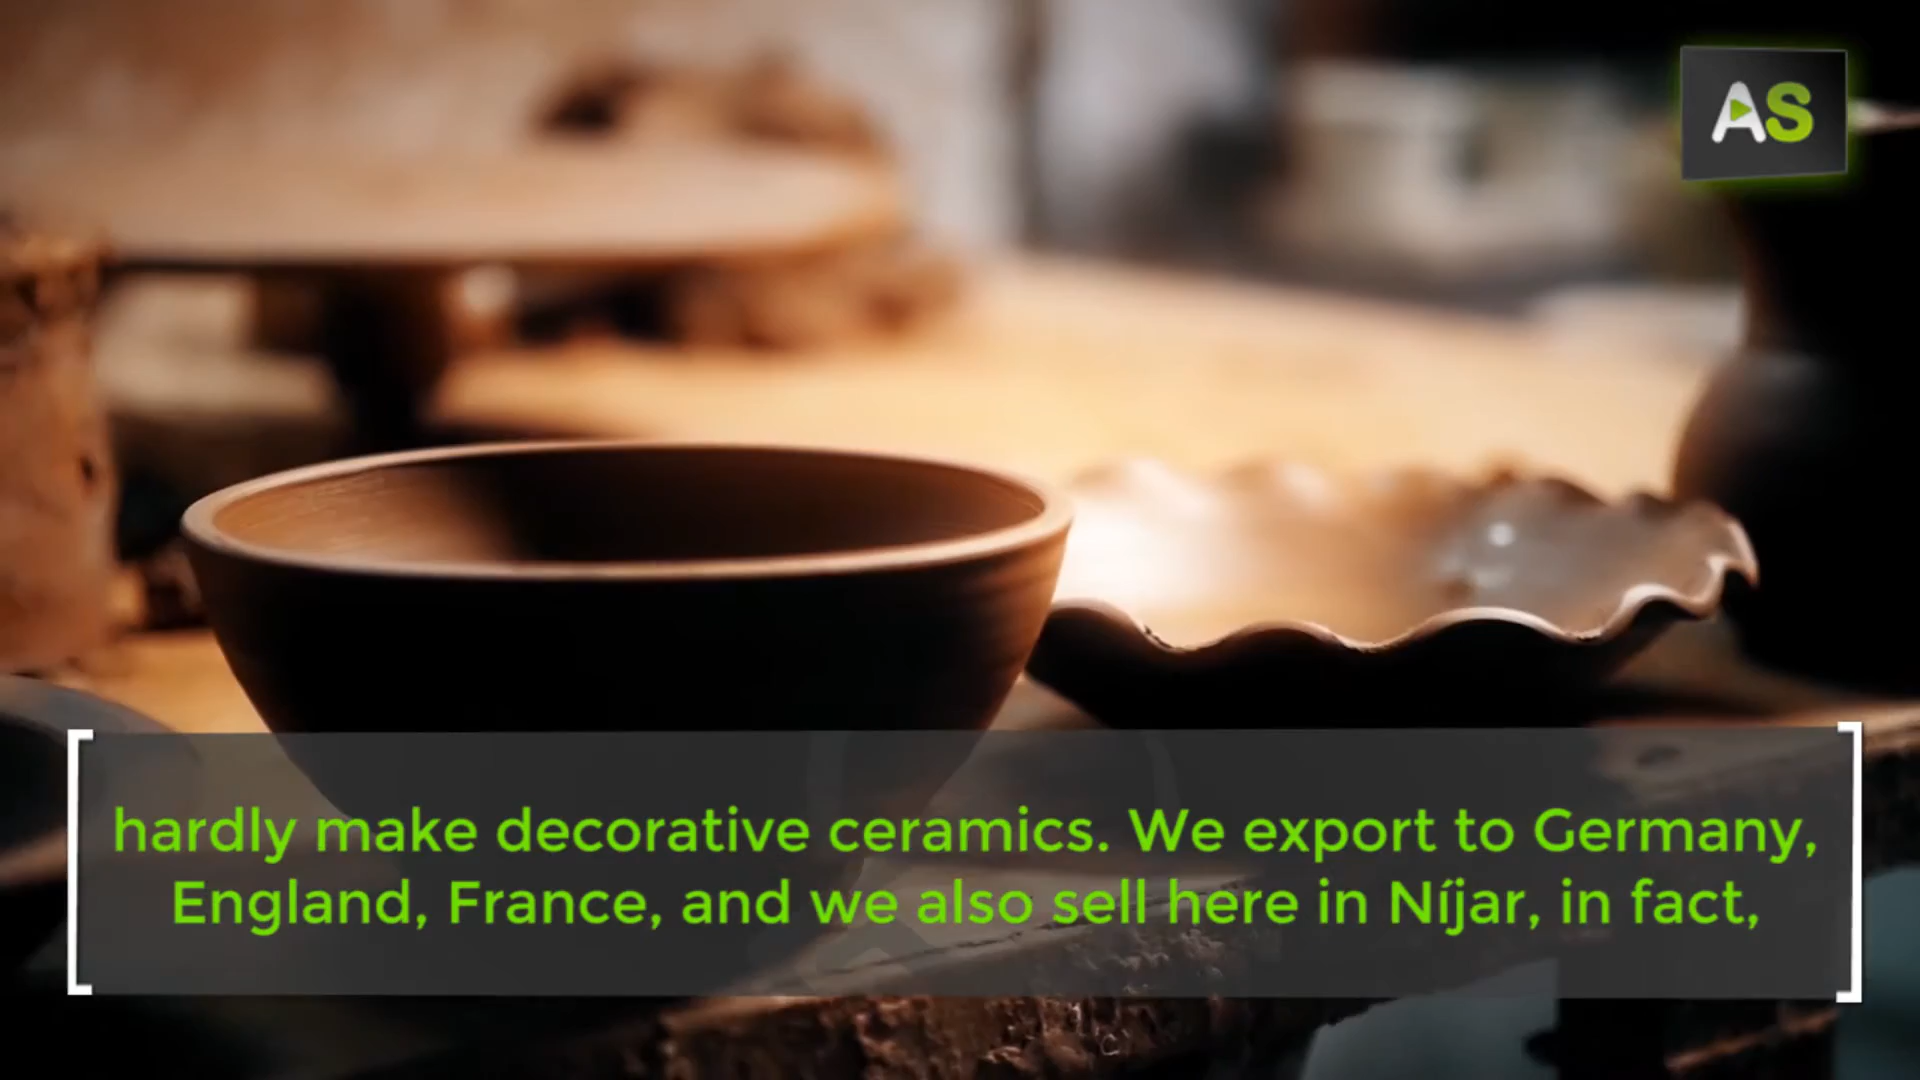 AS
hardly make decorative ceramics. We export to Germany,
England, France, and we also sell here in Níjar, in fact,